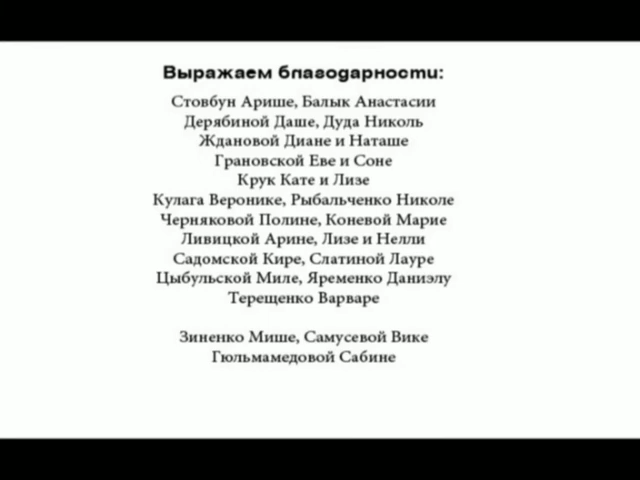 Выражаем благодарности:
Стовбун Арише, Балык Анастасии
Дерябиной Даше, Дуда Николь
Ждановой Диане и Наташе
Грановской Еве и Соне
Крук Кате и Лизе
Кулага Веронике, Рыбальченко Николе
Черняковой Полине, Коневой Марие
Ливицкой Арине, Лизе и Нелли
Садомской Кире, Слатиной Лауре
Цыбульской Миле, Яременко Даниэлу
Терещенко Варваре
Зиненко Мише, Самусевой Вике
Гюльмамедовой Сабине